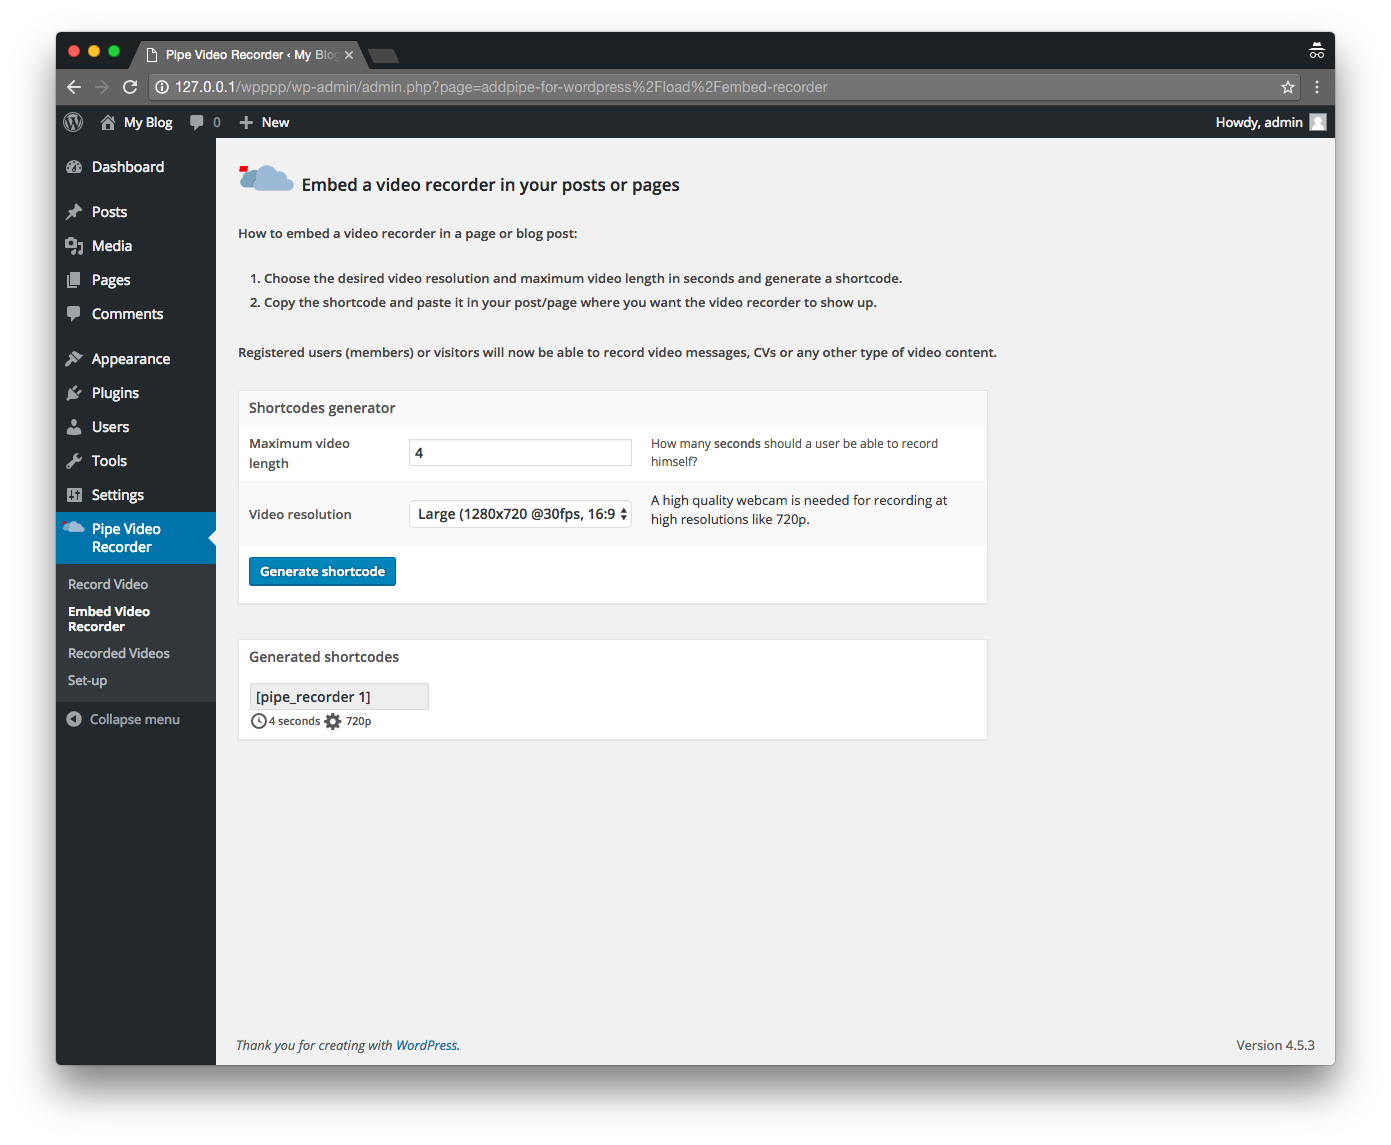 Pipe Video Recorder ‹ My Blog
127.0.0.1/wpppp/wp-admin/admin.php?page=addpipe-for-wordpress%2Fload%2Fembed-recorder
My Blog 0 New Howdy, admin
Dashboard
Posts
Media
Pages
Comments
Appearance
Plugins
Users
Tools
Settings
Pipe Video
Recorder
Record Video
Embed Video
Recorder
Recorded Videos
Set-up
Collapse menu
Embed a video recorder in your posts or pages
How to embed a video recorder in a page or blog post:
1. Choose the desired video resolution and maximum video length in seconds and generate a shortcode.
2. Copy the shortcode and paste it in your post/page where you want the video recorder to show up.
Registered users (members) or visitors will now be able to record video messages, CVs or any other type of video content.
Shortcodes generator
Maximum video
length
4
How many seconds should a user be able to record
himself?
Video resolution
Large (1280x720 @30fps, 16:9
A high quality webcam is needed for recording at
high resolutions like 720p.
Generate shortcode
Generated shortcodes
[pipe_recorder 1]
4 seconds 720p
Thank you for creating with WordPress.
Version 4.5.3